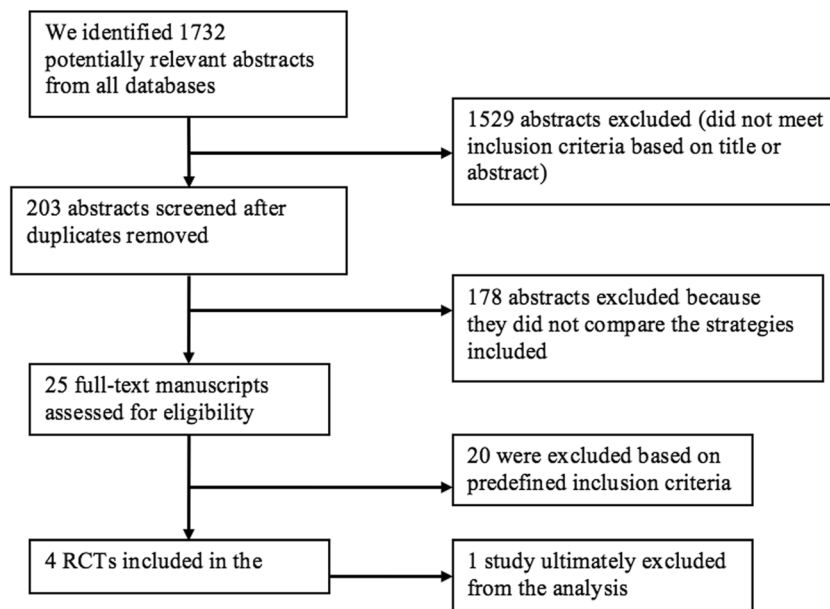 We identified 1732
potentially relevant abstracts
from all databases
1529 abstracts excluded (did not meet
inclusion criteria based on title or
abstract)
203 abstracts screened after
duplicates removed
178 abstracts excluded because
they did not compare the strategies
included
25 full-text manuscripts
assessed for eligibility
20 were excluded based on
predefined inclusion criteria
4 RCTs included in the
1 study ultimately excluded
from the analysis